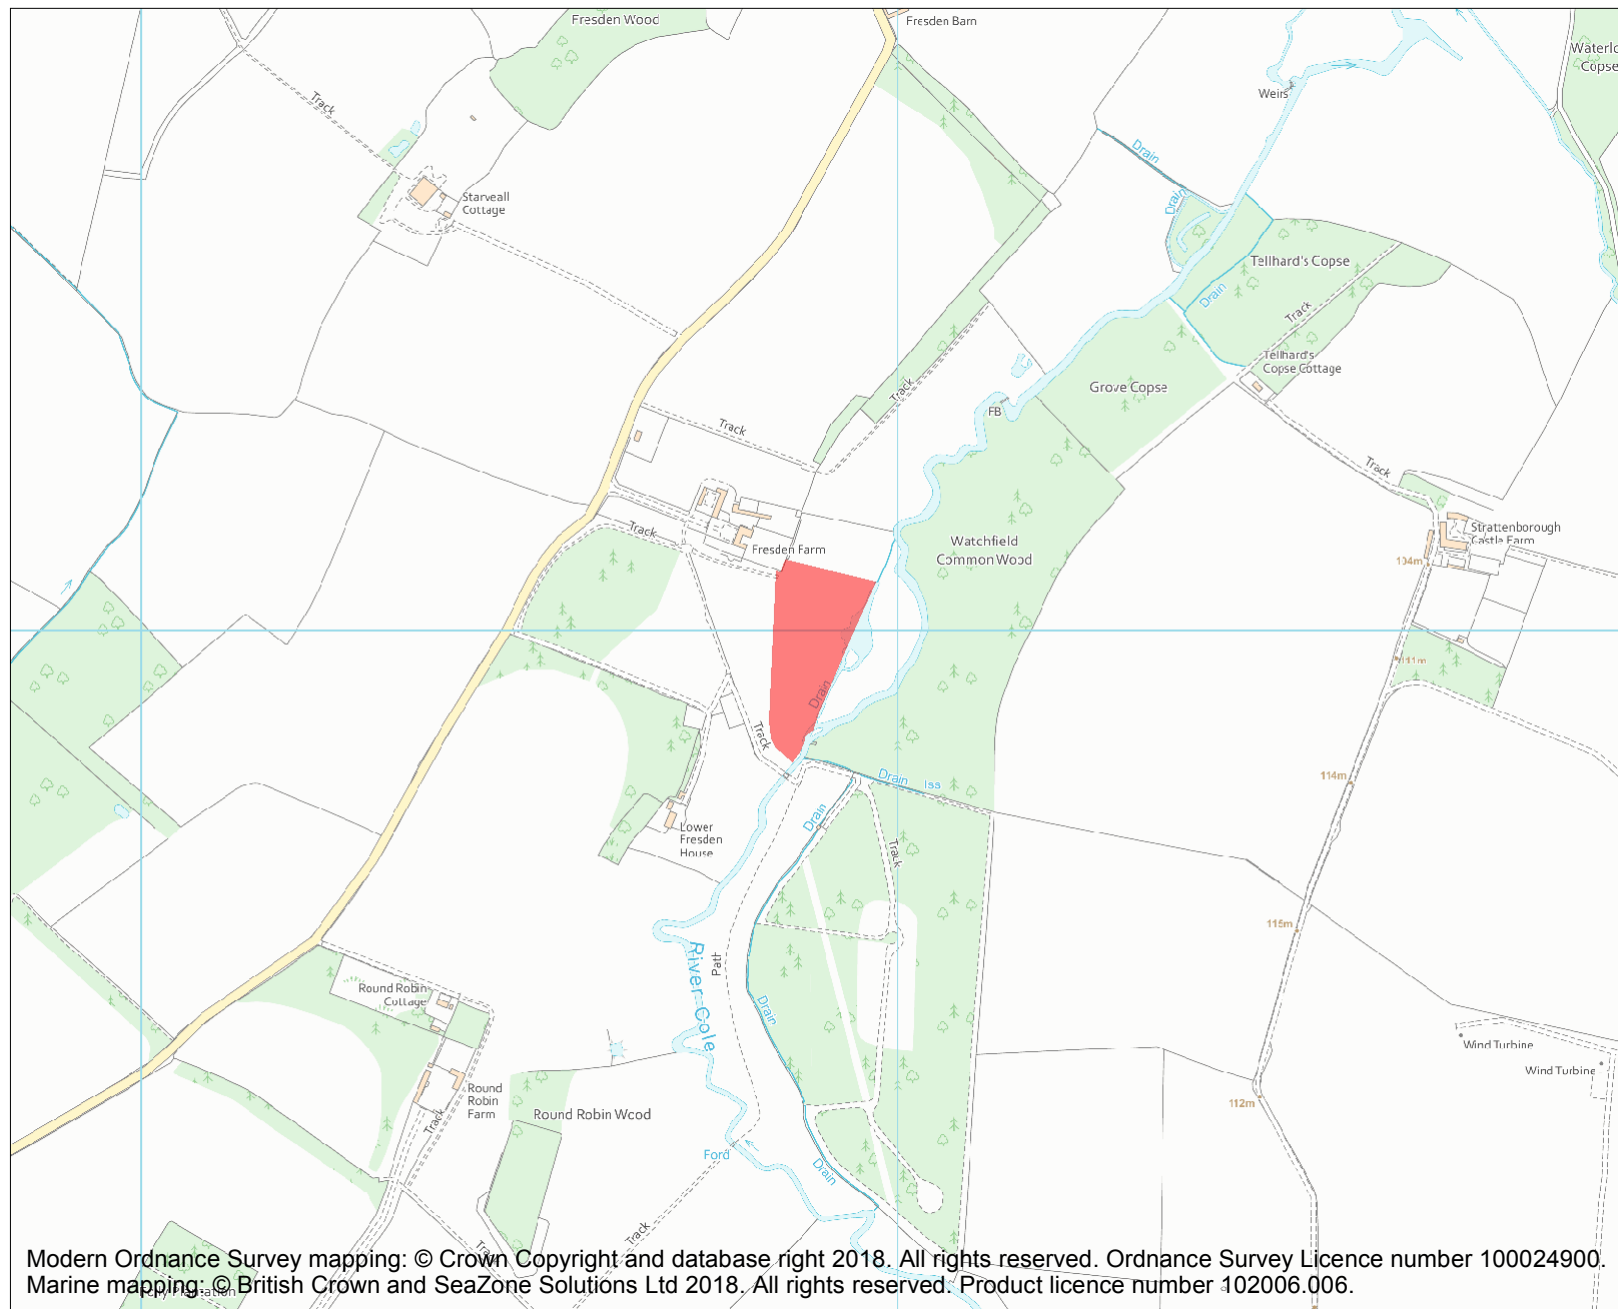 Fresden Wood
Fresden Barn
Waterlo
Copse
Weirs
Track
Drain
Drain
Starveall
Cottage
Tellhard's Copse
Drain
Track
Tellhard's
Copse Cottage
Grove Copse
Track
FB
Track
Track
Strattenborough
Castle Farm
Track
Watchfield
Common Wood
Fresden Farm
104m
111m
Drain
Track
Drain
Iss
114m
Drain
Lower
Fresden
House
Track
115m
River Cole
Path
Round Robin
Cottage
Drain
Wind Turbine
Wind Turbine
Round
Robin
Farm
Track
Round Robin Wood
112m
Ford
Drain
Track
Track
Modern Ordnance Survey mapping: © Crown Copyright and database right 2018. All rights reserved. Ordnance Survey Licence number 100024900.
Marine mapping: © British Crown and SeaZone Solutions Ltd 2018. All rights reserved. Product licence number 102006.006.
Folly Plantation